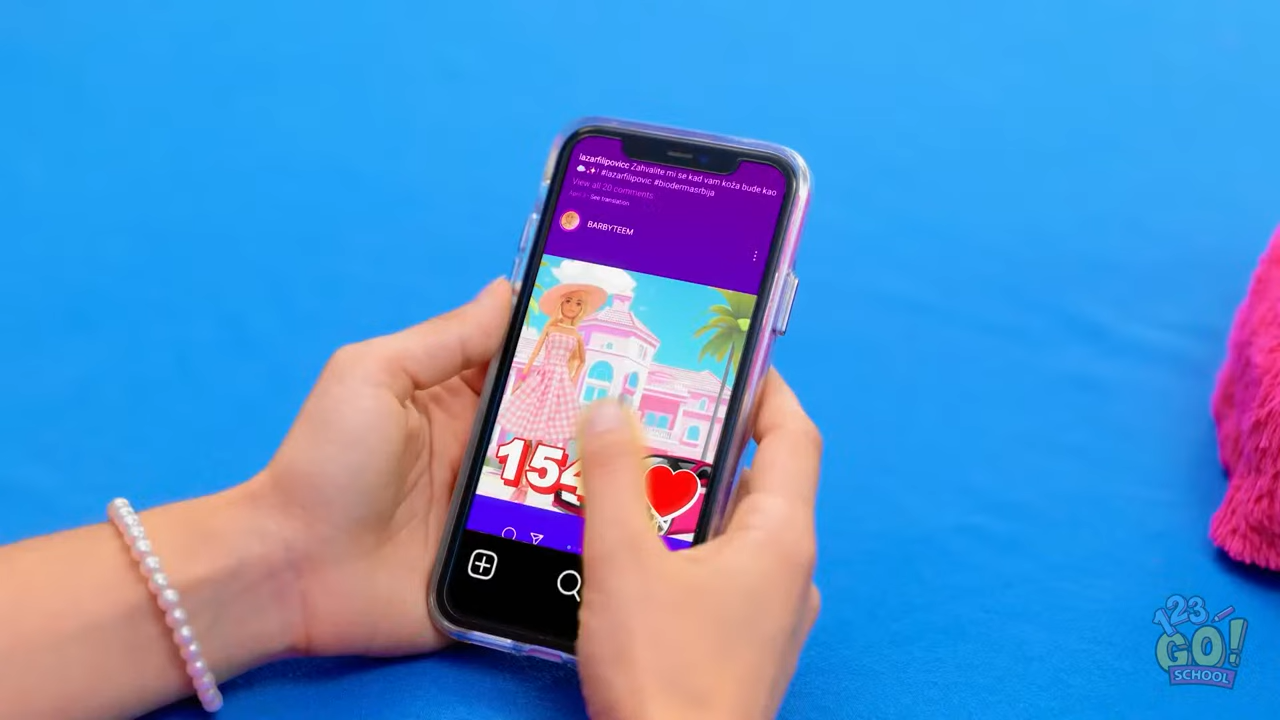 lazarfilipovicc Zahvalite mi se kad vam koža bude kao
☁️✨! #lazarfilipovic #biodermasrbija
View all 20 comments
See translation
BARBYTEEM
154
123
GO!
SCHOOL